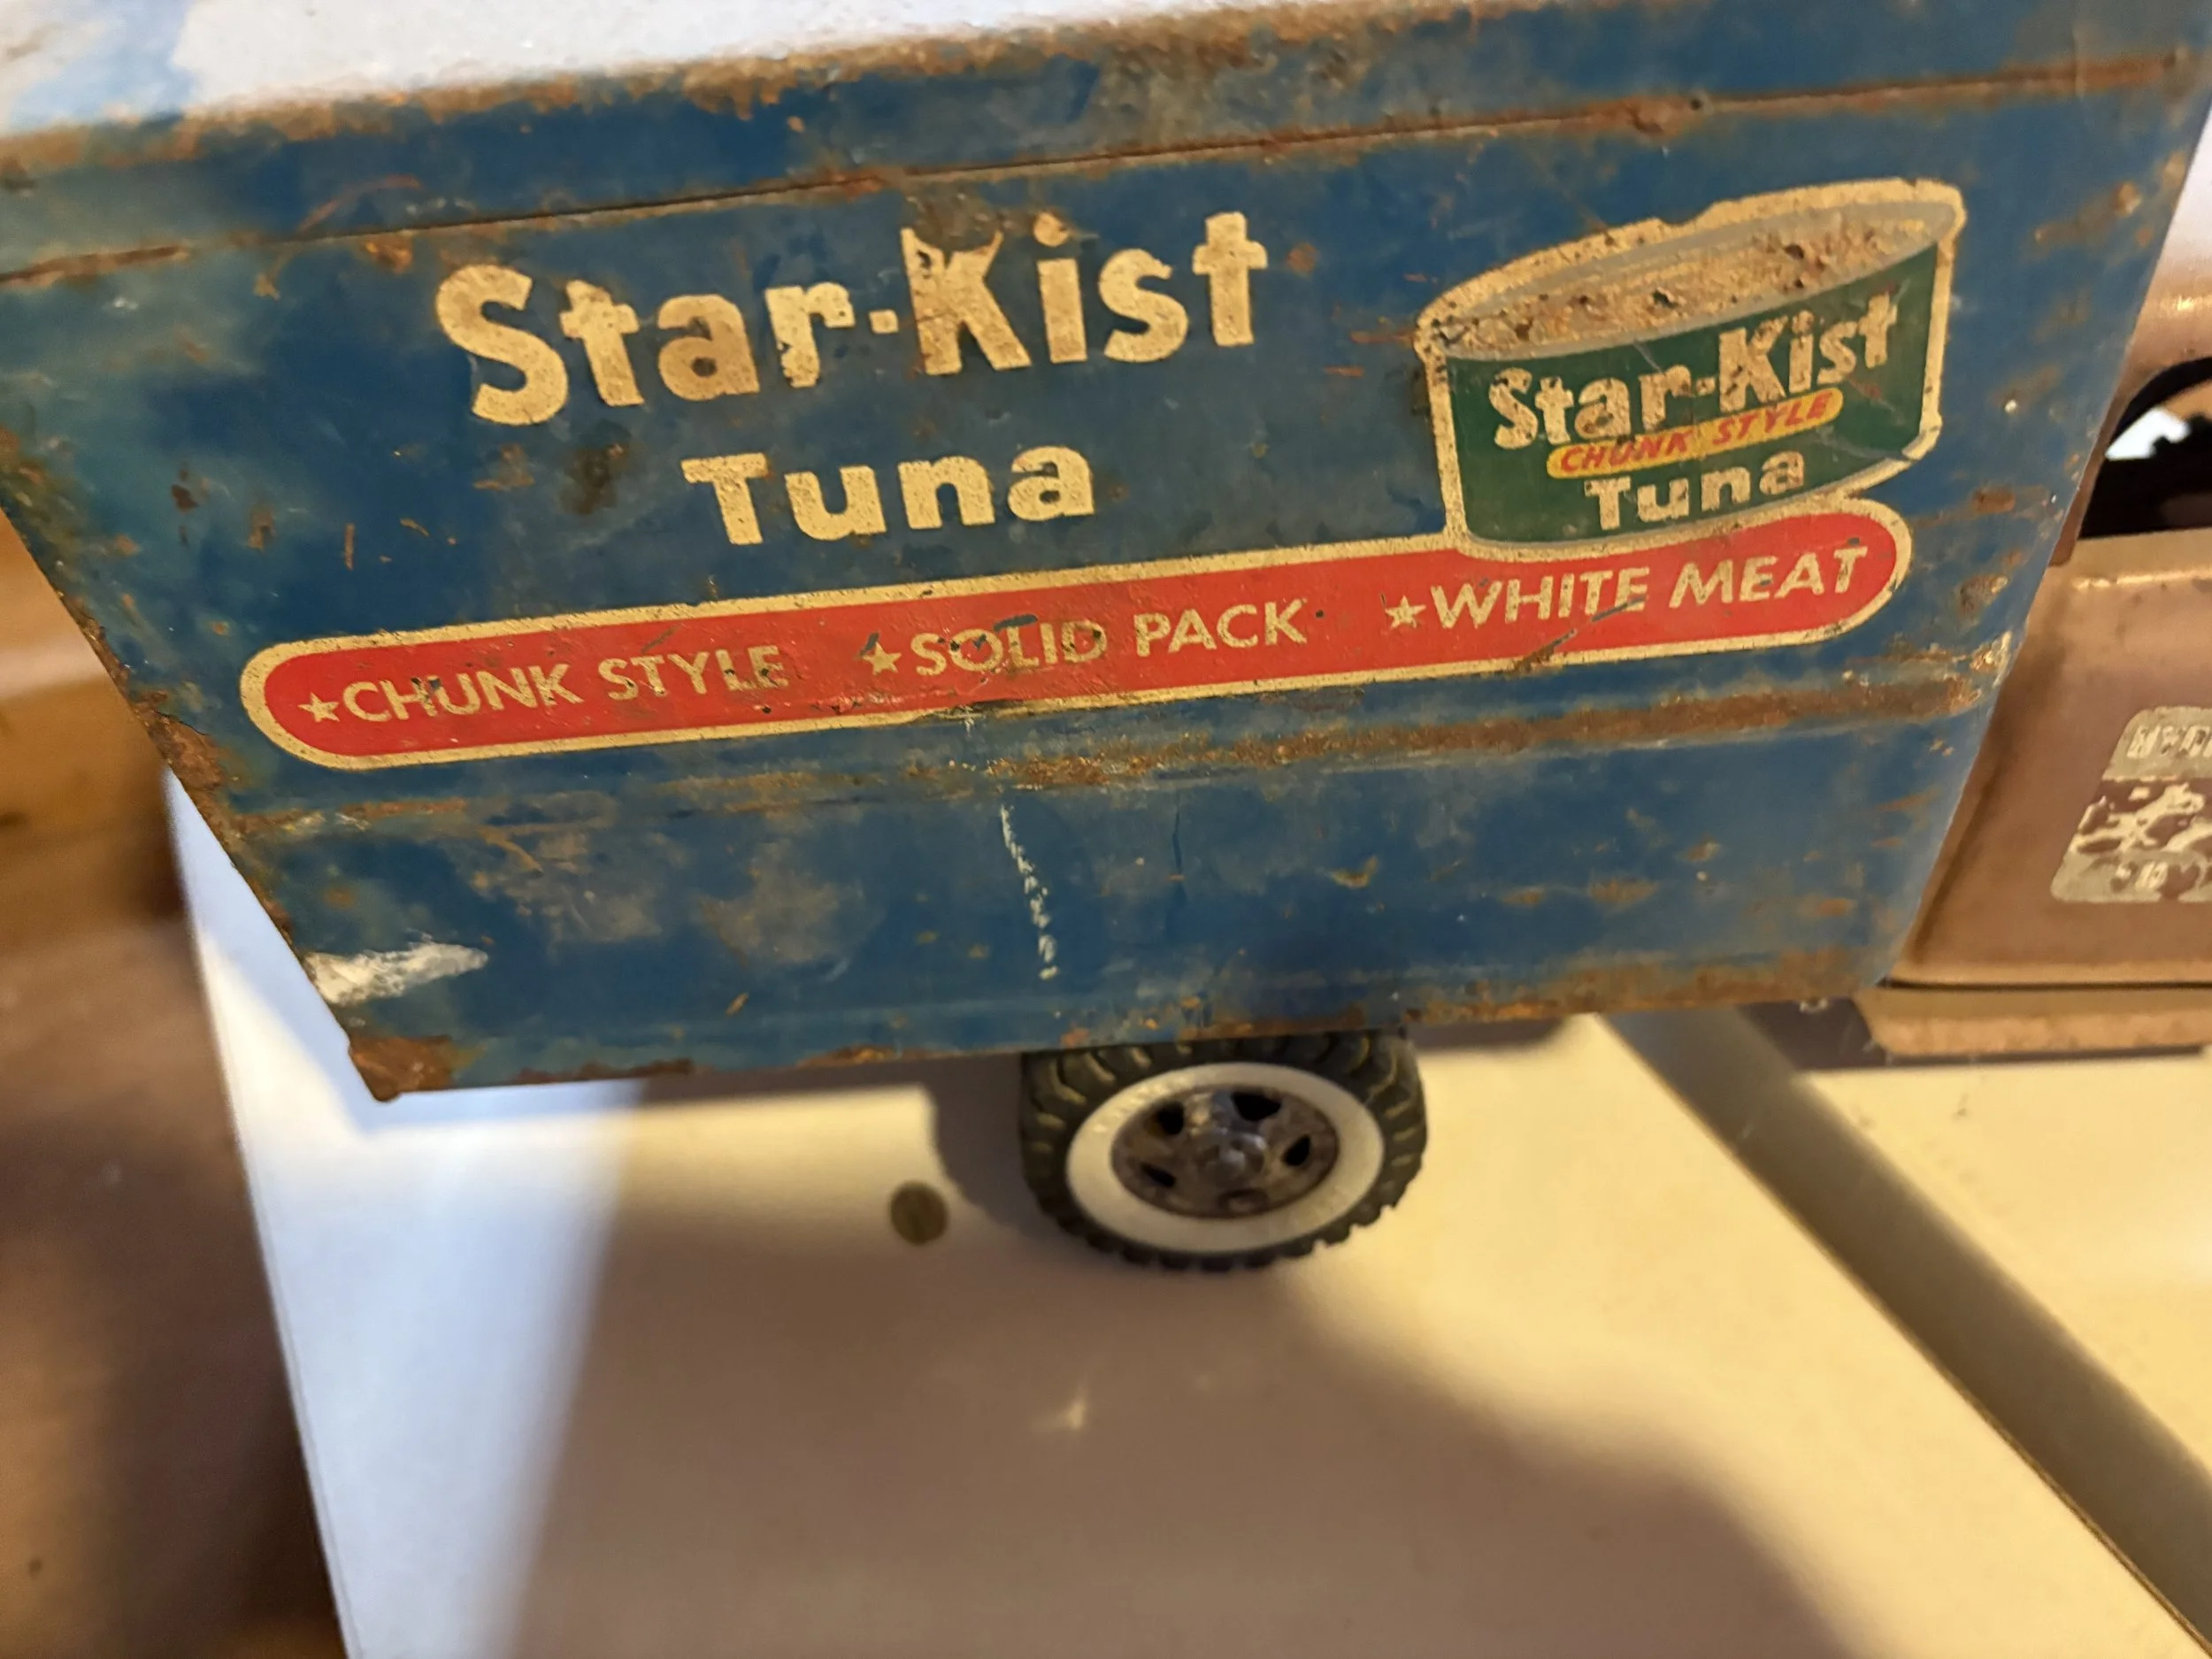 Star-Kist
Tuna
Star-Kist
CHUNK STYLE
Tuna
★CHUNK STYLE ★SOLID PACK ★WHITE MEAT